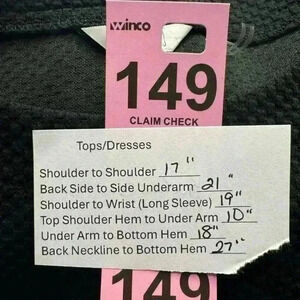 winco
149
CLAIM CHECK
Tops/Dresses
Shoulder to Shoulder 17"
Back Side to Side Underarm 21"
Shoulder to Wrist (Long Sleeve) 19"
Top Shoulder Hem to Under Arm 10"
Under Arm to Bottom Hem 18"
Back Neckline to Bottom Hem 27"
149